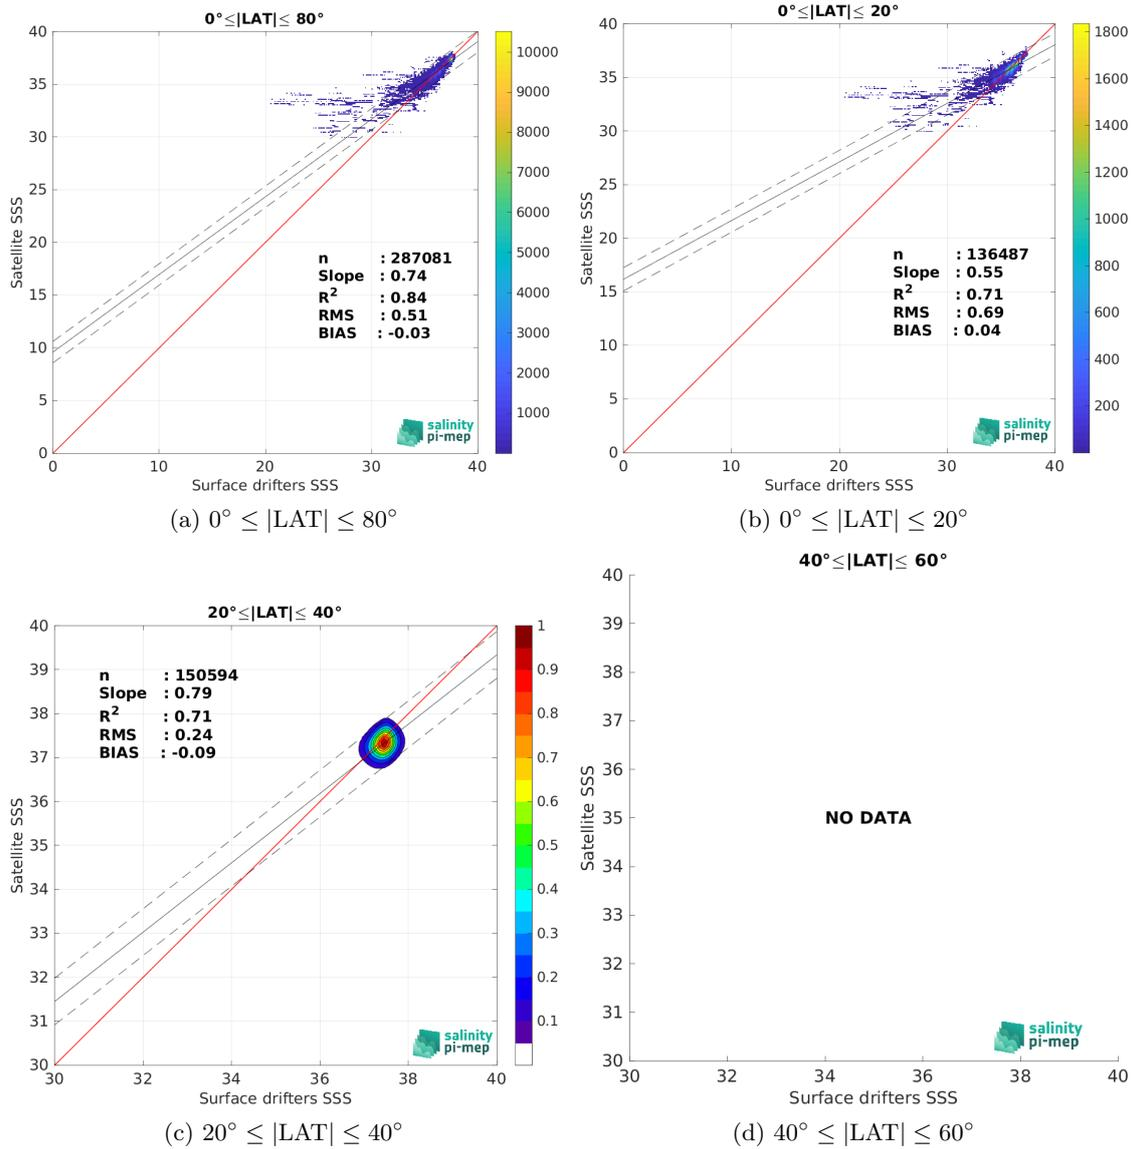 0°≤|LAT|≤ 80°
40
35
30
25
20
15
10
5
0
Satellite SSS
n : 287081
Slope : 0.74
R²  : 0.84
RMS : 0.51
BIAS : -0.03
salinity
pi-mep
0 10 20 30 40
Surface drifters SSS
10000
9000
8000
7000
6000
5000
4000
3000
2000
1000
(a) 0° ≤ |LAT| ≤ 80°
0°≤|LAT|≤ 20°
40
35
30
25
20
15
10
5
0
Satellite SSS
n : 136487
Slope : 0.55
R² : 0.71
RMS : 0.69
BIAS : 0.04
salinity
pi-mep
0 10 20 30 40
Surface drifters SSS
1800
1600
1400
1200
1000
800
600
400
200
(b) 0° ≤ |LAT| ≤ 20°
20°≤|LAT|≤ 40°
40
39
38
37
36
35
34
33
32
31
30
Satellite SSS
n : 150594
Slope : 0.79
R² : 0.71
RMS : 0.24
BIAS : -0.09
salinity
pi-mep
30 32 34 36 38 40
Surface drifters SSS
1
0.9
0.8
0.7
0.6
0.5
0.4
0.3
0.2
0.1
(c) 20° ≤ |LAT| ≤ 40°
40°≤|LAT|≤ 60°
40
39
38
37
36
35
34
33
32
31
30
Satellite SSS
NO DATA
salinity
pi-mep
30 32 34 36 38 40
Surface drifters SSS
(d) 40° ≤ |LAT| ≤ 60°